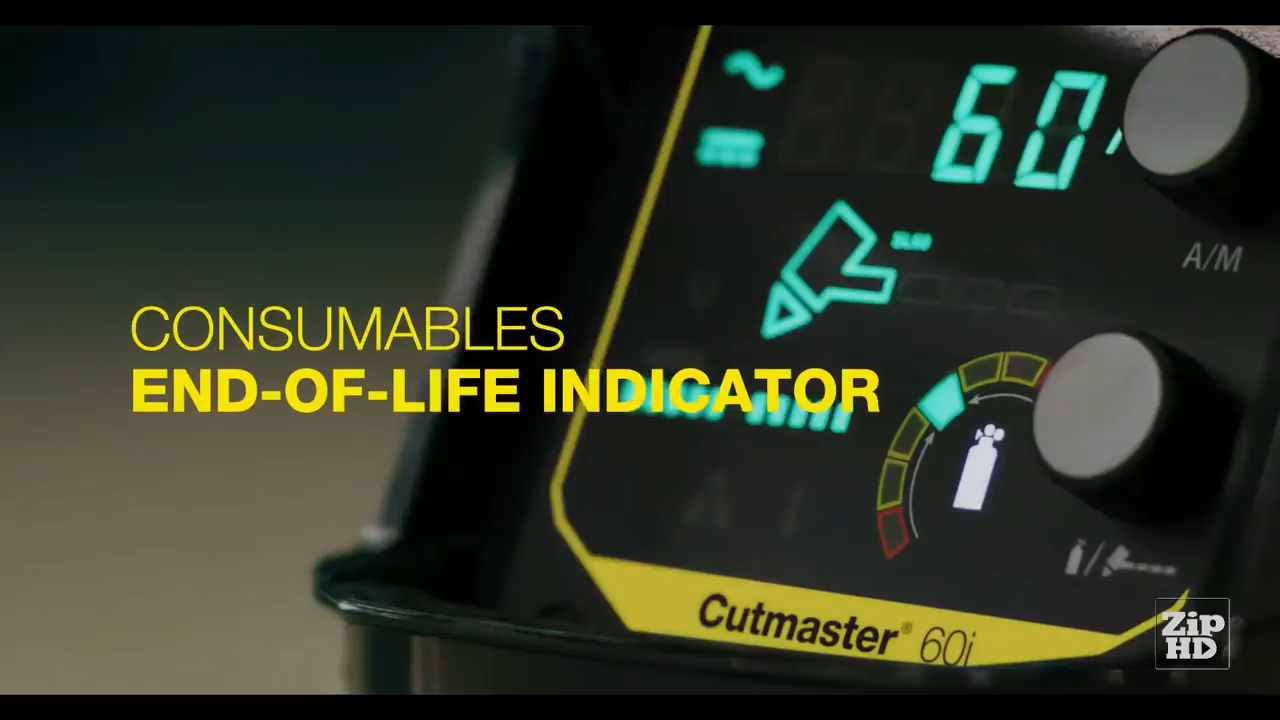 60
A/M
CONSUMABLES
END-OF-LIFE INDICATOR
Cutmaster® 60i
Zip
HD